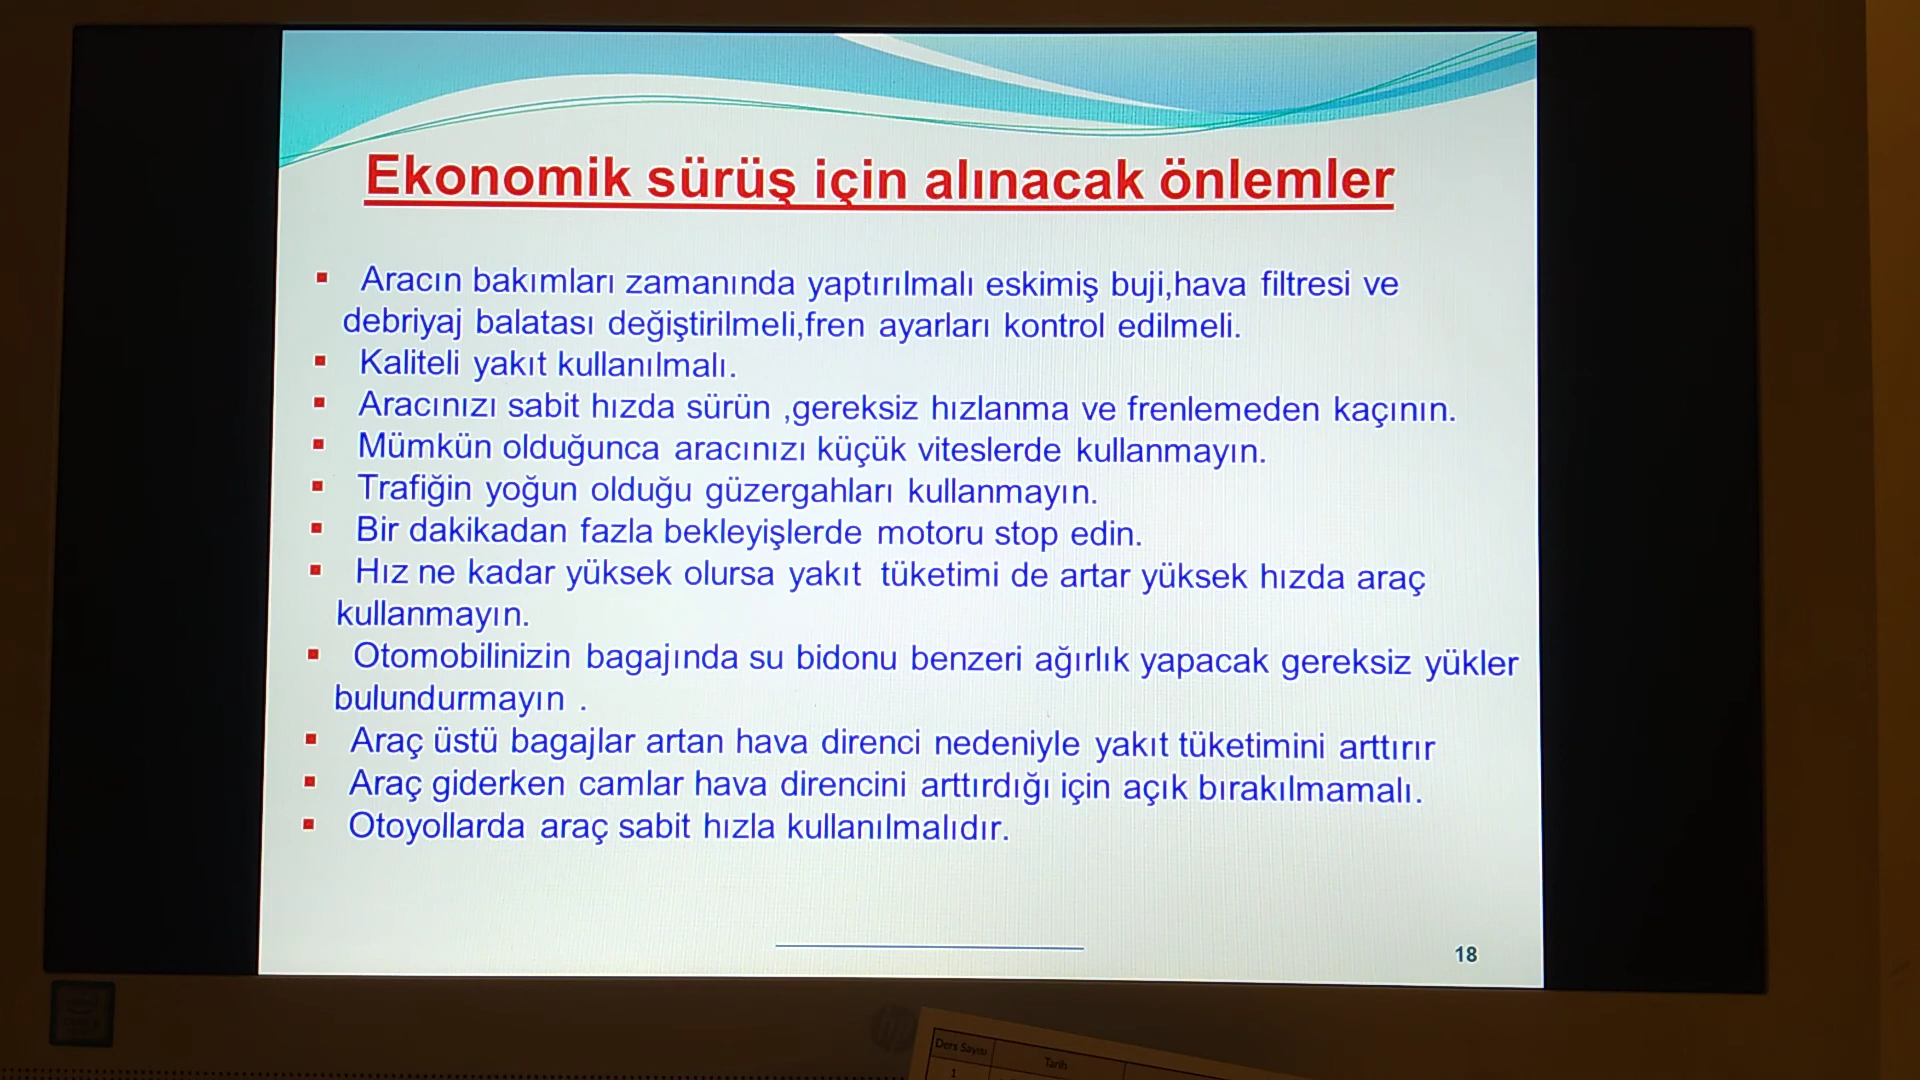 Ekonomik sürüş için alınacak önlemler
▪ Aracın bakımları zamanında yaptırılmalı eskimiş buji,hava filtresi ve
debriyaj balatası değiştirilmeli,fren ayarları kontrol edilmeli.
▪ Kaliteli yakıt kullanılmalı.
▪ Aracınızı sabit hızda sürün ,gereksiz hızlanma ve frenlemeden kaçının.
▪ Mümkün olduğunca aracınızı küçük viteslerde kullanmayın.
▪ Trafiğin yoğun olduğu güzergahları kullanmayın.
▪ Bir dakikadan fazla bekleyişlerde motoru stop edin.
▪ Hız ne kadar yüksek olursa yakıt tüketimi de artar yüksek hızda araç
kullanmayın.
▪ Otomobilinizin bagajında su bidonu benzeri ağırlık yapacak gereksiz yükler
bulundurmayın .
▪ Araç üstü bagajlar artan hava direnci nedeniyle yakıt tüketimini arttırır
▪ Araç giderken camlar hava direncini arttırdığı için açık bırakılmamalı.
▪ Otoyollarda araç sabit hızla kullanılmalıdır.
18
hp
Ders Sayısı Tarih
1